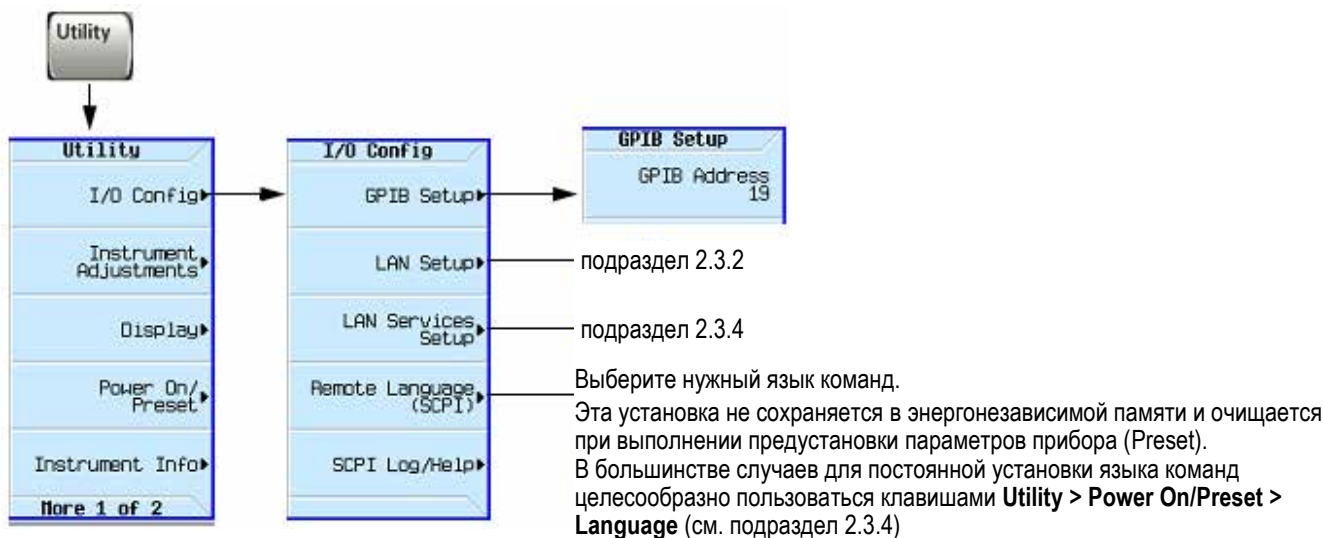 Utility
Utility
I/O Config
Instrument
Adjustments
Display
Power On/
Preset
Instrument Info
More 1 of 2
I/O Config
GPIB Setup
LAN Setup
LAN Services
Setup
Remote Language
(SCPI)
SCPI Log/Help
GPIB Setup
GPIB Address
19
подраздел 2.3.2
подраздел 2.3.4
Выберите нужный язык команд.
Эта установка не сохраняется в энергонезависимой памяти и очищается
при выполнении предустановки параметров прибора (Preset).
В большинстве случаев для постоянной установки языка команд
целесообразно пользоваться клавишами Utility > Power On/Preset >
Language (см. подраздел 2.3.4)